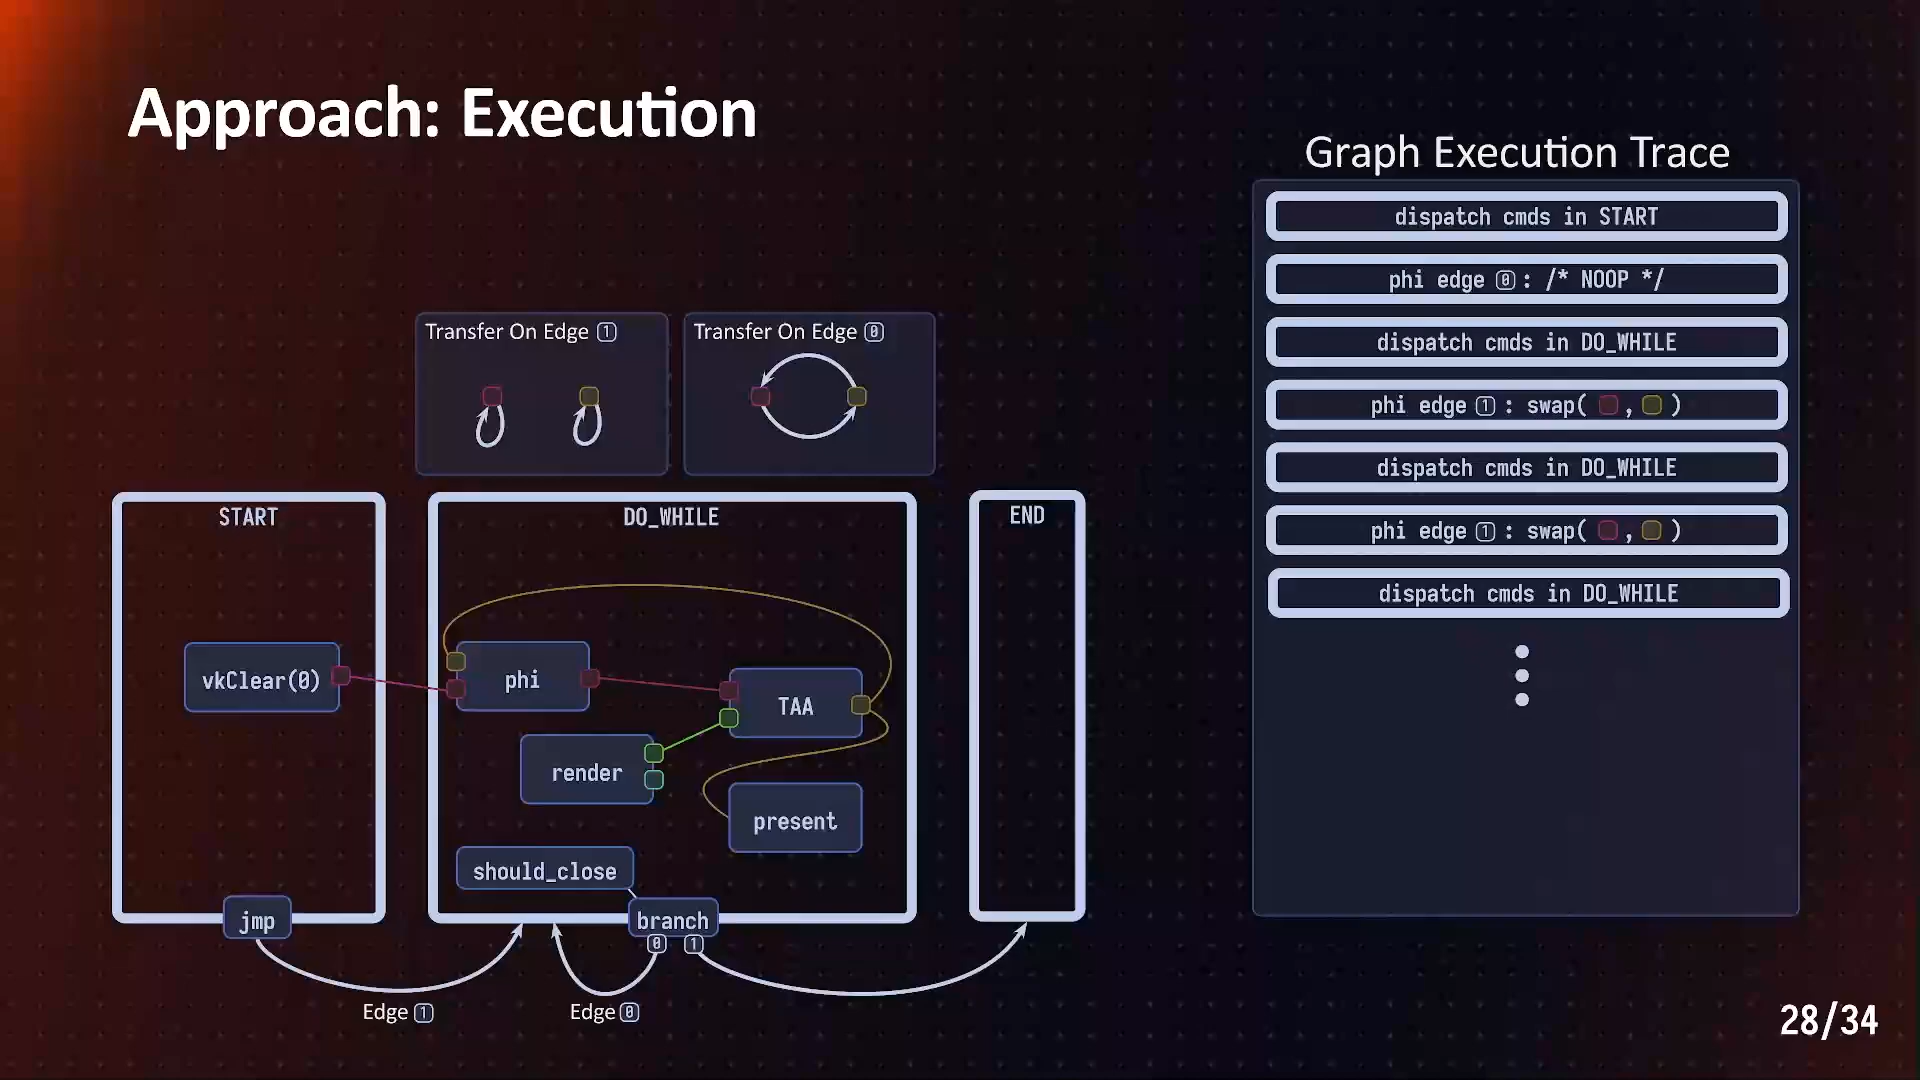 Approach: Execution
Graph Execution Trace
dispatch cmds in START
phi edge 0 : /* NOOP */
dispatch cmds in DO_WHILE
phi edge 1 : swap( , )
dispatch cmds in DO_WHILE
phi edge 1 : swap( , )
dispatch cmds in DO_WHILE
Transfer On Edge 1
Transfer On Edge 0
START
DO_WHILE
END
vkClear(0)
phi
TAA
render
present
should_close
jmp
branch
0 1
Edge 1
Edge 0
28/34